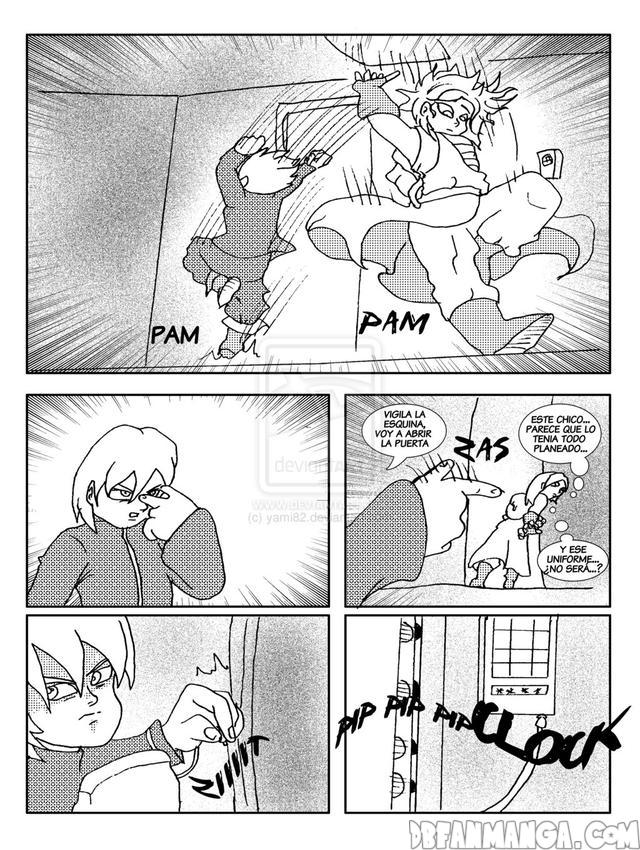 PAM
PAM
VIGILA LA
ESQUINA,
VOY A ABRIR
LA PUERTA
ZAS
ESTE CHICO...
PARECE QUE LO
TENIA TODO
PLANEADO...
Y ESE
UNIFORME...
¿NO SERÁ...?
deviantART
(c) yami82.deviant
ZIIIIT
PIP PIP PIP
CLOCK
DBFANMANGA.COM